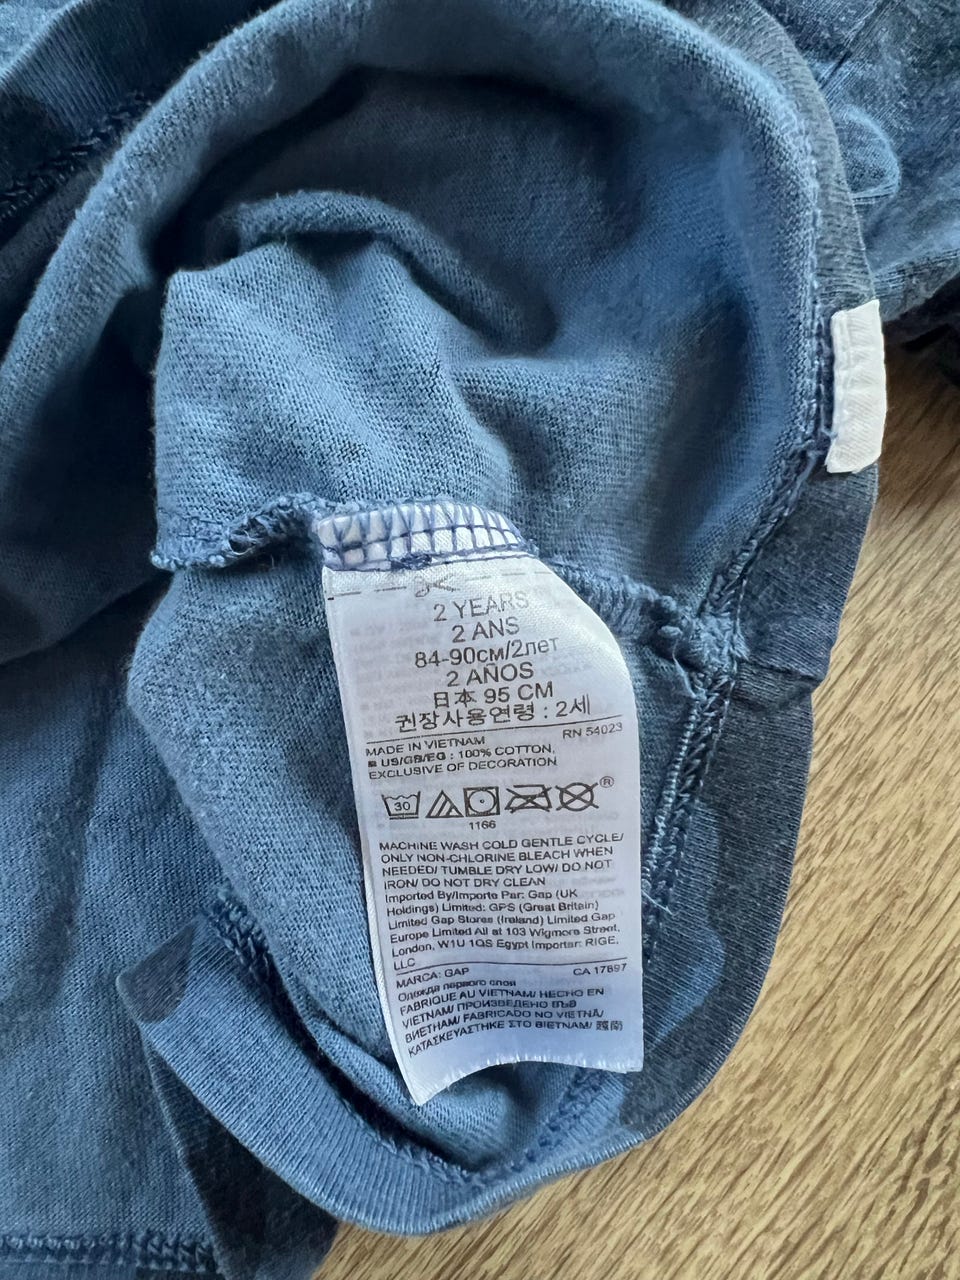 2 YEARS
2 ANS
84-90см/2лет
2 AÑOS
日本 95 CM
권장사용연령 : 2세
RN 54023
MADE IN VIETNAM
US/GB/EG : 100% COTTON,
EXCLUSIVE OF DECORATION
30
®
1166
MACHINE WASH COLD GENTLE CYCLE/
ONLY NON-CHLORINE BLEACH WHEN
NEEDED/ TUMBLE DRY LOW/ DO NOT
IRON/ DO NOT DRY CLEAN
Imported By/Importe Par: Gap (UK
Holdings) Limited: GPS (Great Britain)
Limited Gap Stores (Ireland) Limited Gap
Europe Limited All at 103 Wigmore Street,
London, W1U 1QS Egypt Importer: RIGE,
LLC
MARCA: GAP CA 17897
Одежда первого слоя
FABRIQUE AU VIETNAM/ HECHO EN
VIETNAM/ ПРОИЗВЕДЕНО ВЪВ
ВИЕТНАМ/ FABRICADO NO VIETNÃ/
ΚΑΤΑΣΚΕΥΑΣΤΗΚΕ ΣΤΟ ΒΙΕΤΝΑΜ/